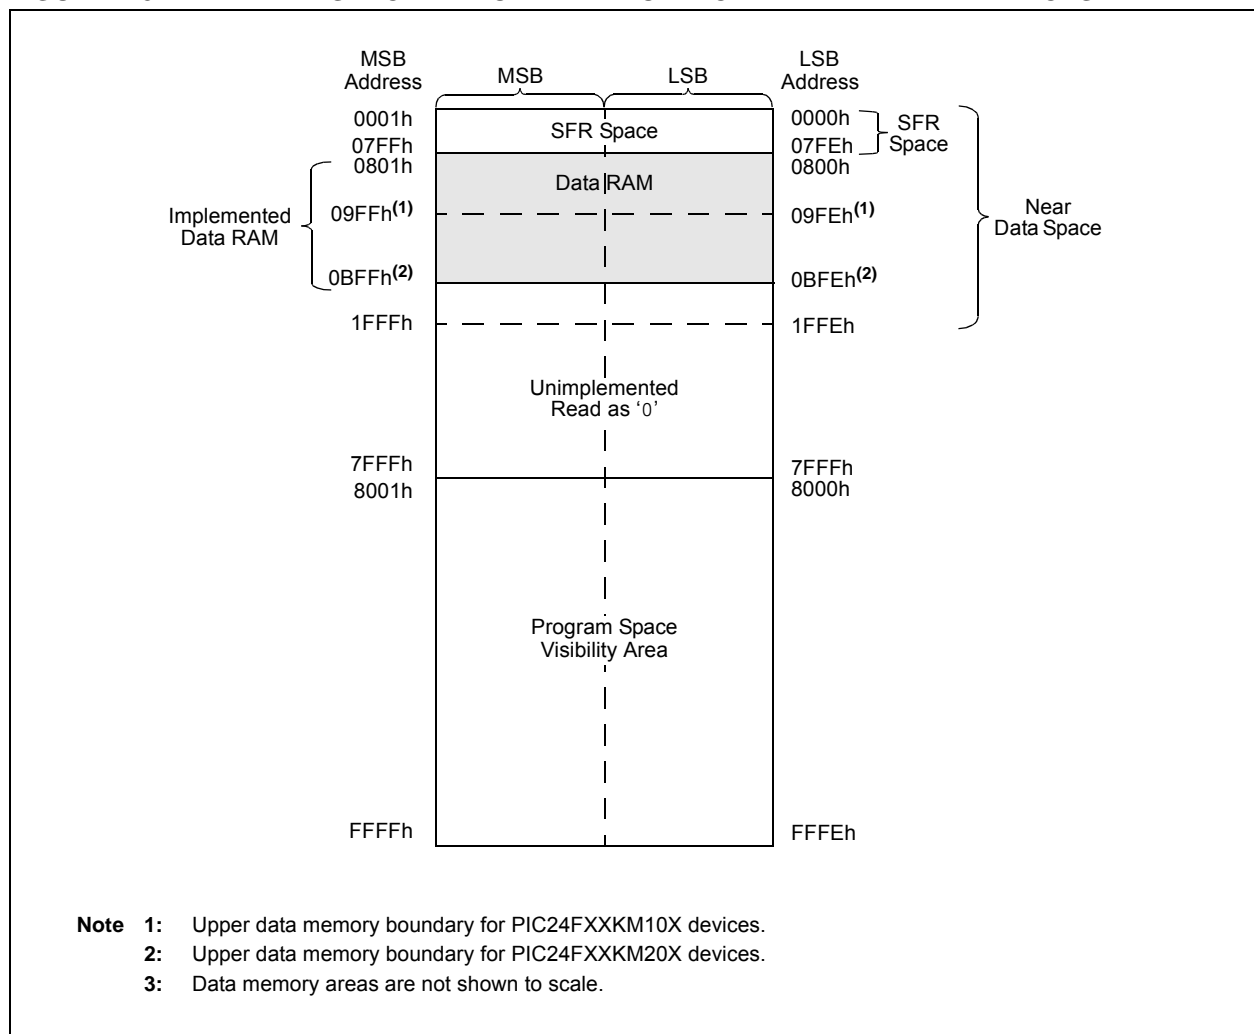 MSB
Address
MSB
LSB
LSB
Address
0001h
SFR Space
0000h
SFR
Space
07FFh
07FEh
0801h
Data RAM
0800h
Implemented
Data RAM
09FFh(1)
09FEh(1)
Near
Data Space
0BFFh(2)
0BFEh(2)
1FFFh
1FFEh
Unimplemented
Read as ‘0’
7FFFh
7FFFh
8001h
8000h
Program Space
Visibility Area
FFFFh
FFFEh
Note 1: Upper data memory boundary for PIC24FXXKM10X devices.
2: Upper data memory boundary for PIC24FXXKM20X devices.
3: Data memory areas are not shown to scale.